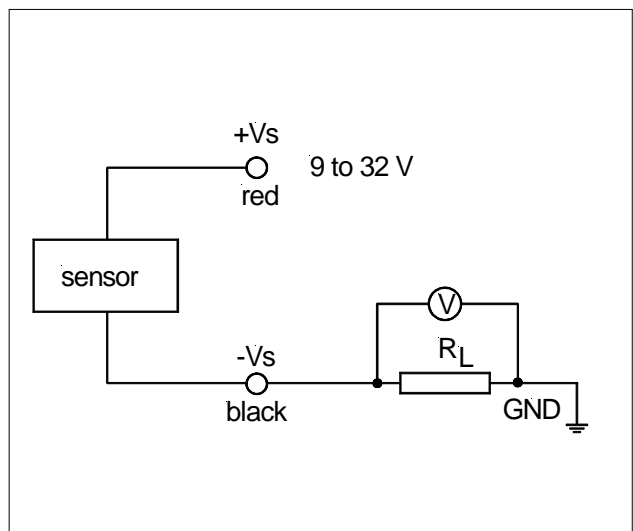 +Vs
9 to 32 V
red
sensor
V
-Vs
RL
black
GND